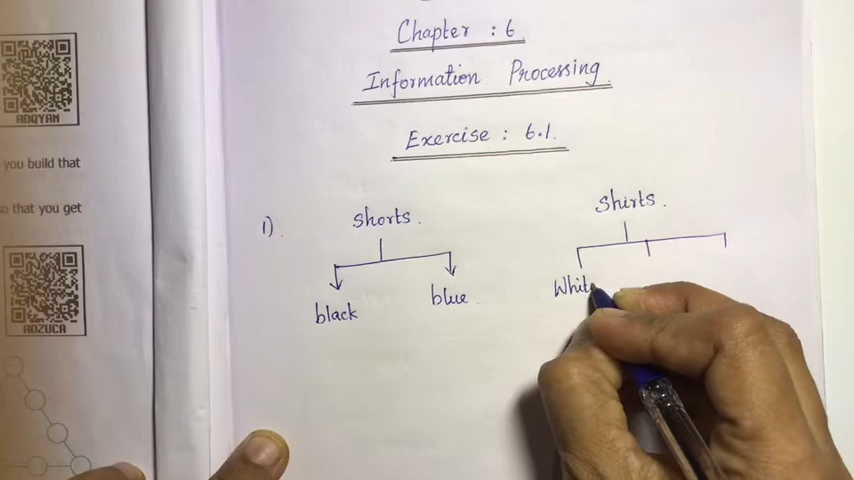 Chapter : 6
Information Processing
Exercise : 6.1.
1). Shorts. Shirts.
black blue. Whit
ADQYAN
you build that
so that you get
ADZUCA